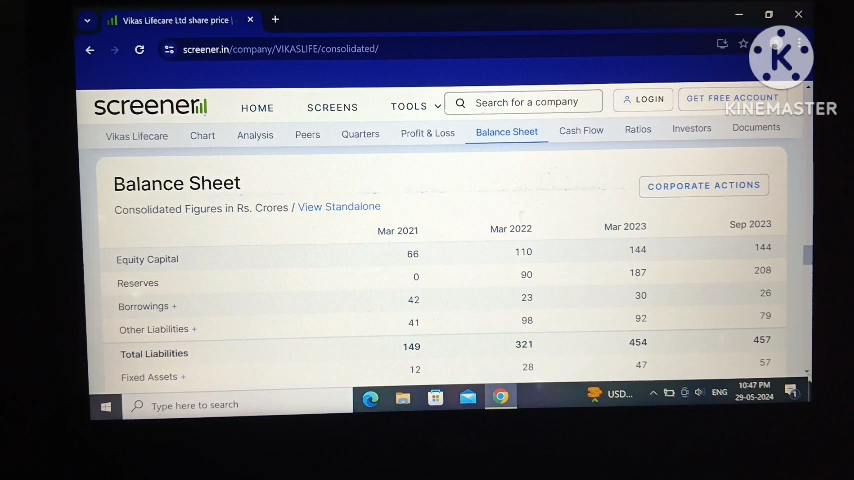 Vikas Lifecare Ltd share price |
screener.in/company/VIKASLIFE/consolidated/
K
KINEMASTER
screener
HOME
SCREENS
TOOLS
Search for a company
LOGIN
GET FREE ACCOUNT
Vikas Lifecare Chart Analysis Peers Quarters Profit & Loss Balance Sheet Cash Flow Ratios Investors Documents
Balance Sheet
CORPORATE ACTIONS
Consolidated Figures in Rs. Crores / View Standalone
Mar 2021 Mar 2022 Mar 2023 Sep 2023
Equity Capital 66 110 144 144
Reserves 0 90 187 208
Borrowings + 42 23 30 26
Other Liabilities + 41 98 92 79
Total Liabilities 149 321 454 457
Fixed Assets + 12 28 47 57
Type here to search
USD...
ENG
10:47 PM
29-05-2024
1